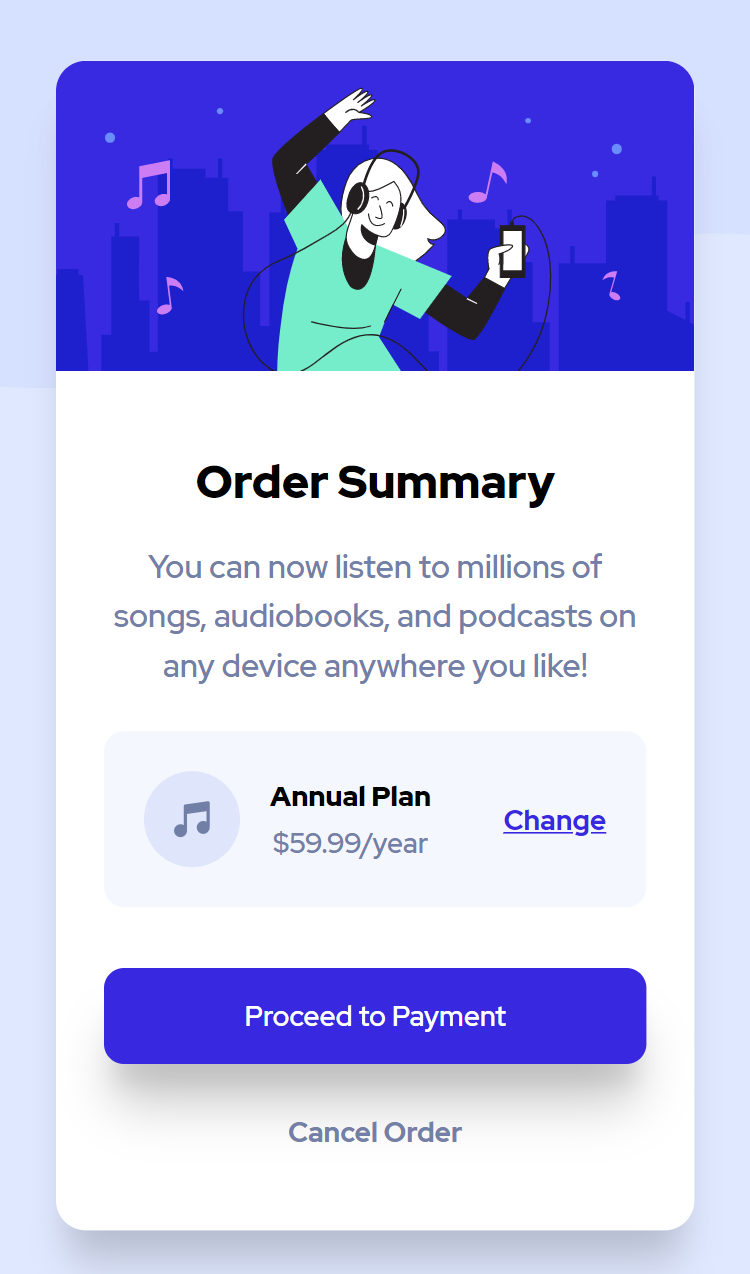 Order Summary
You can now listen to millions of
songs, audiobooks, and podcasts on
any device anywhere you like!
Annual Plan
$59.99/year
Change
Proceed to Payment
Cancel Order